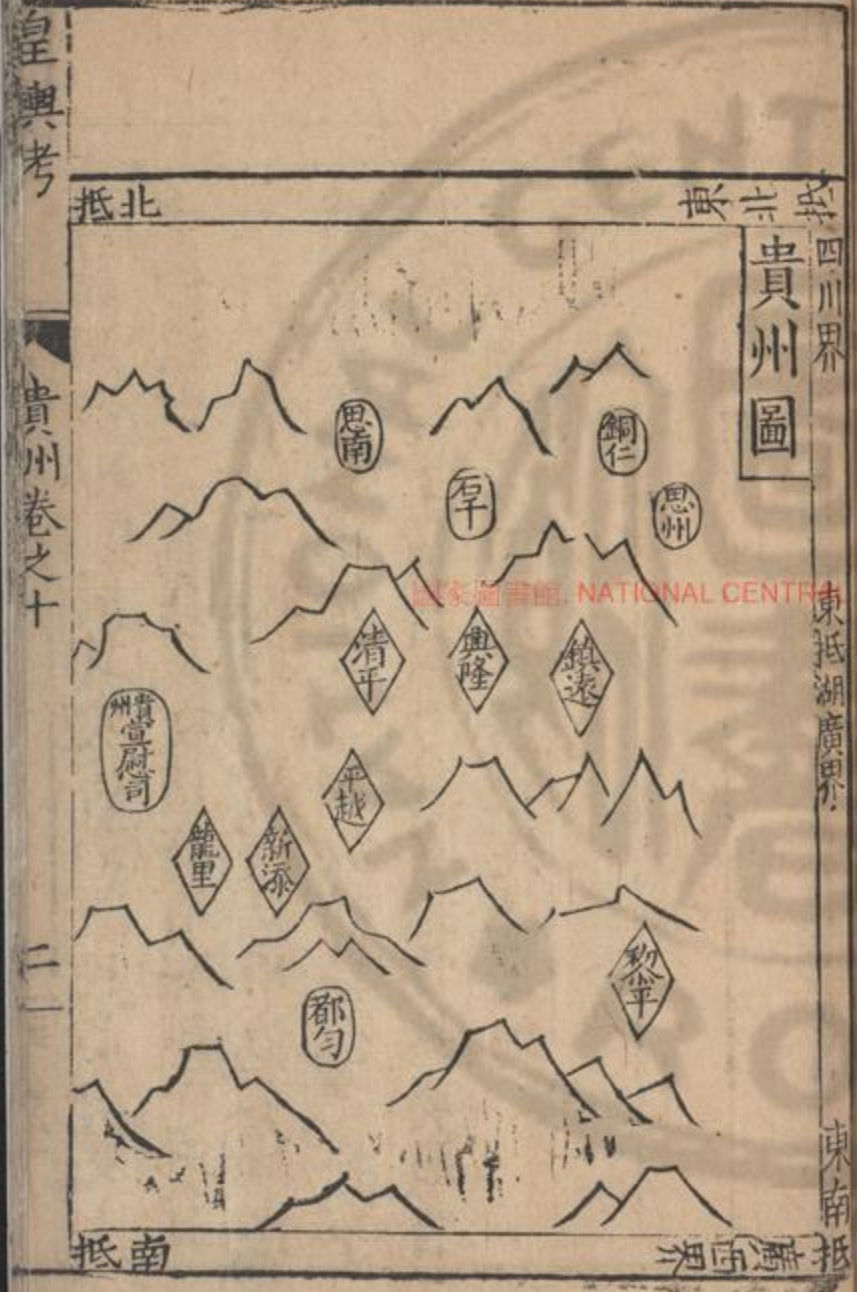 皇輿考
貴州卷之十
二
貴州圖
東北抵四川界
東抵湖廣界
東南抵廣西界
北抵
南抵
銅仁
思州
思南
石阡
鎮遠
興隆
清平
平越
新添
龍里
貴州宣慰司
黎平
都勻
國家圖書館. NATIONAL CENTRAL